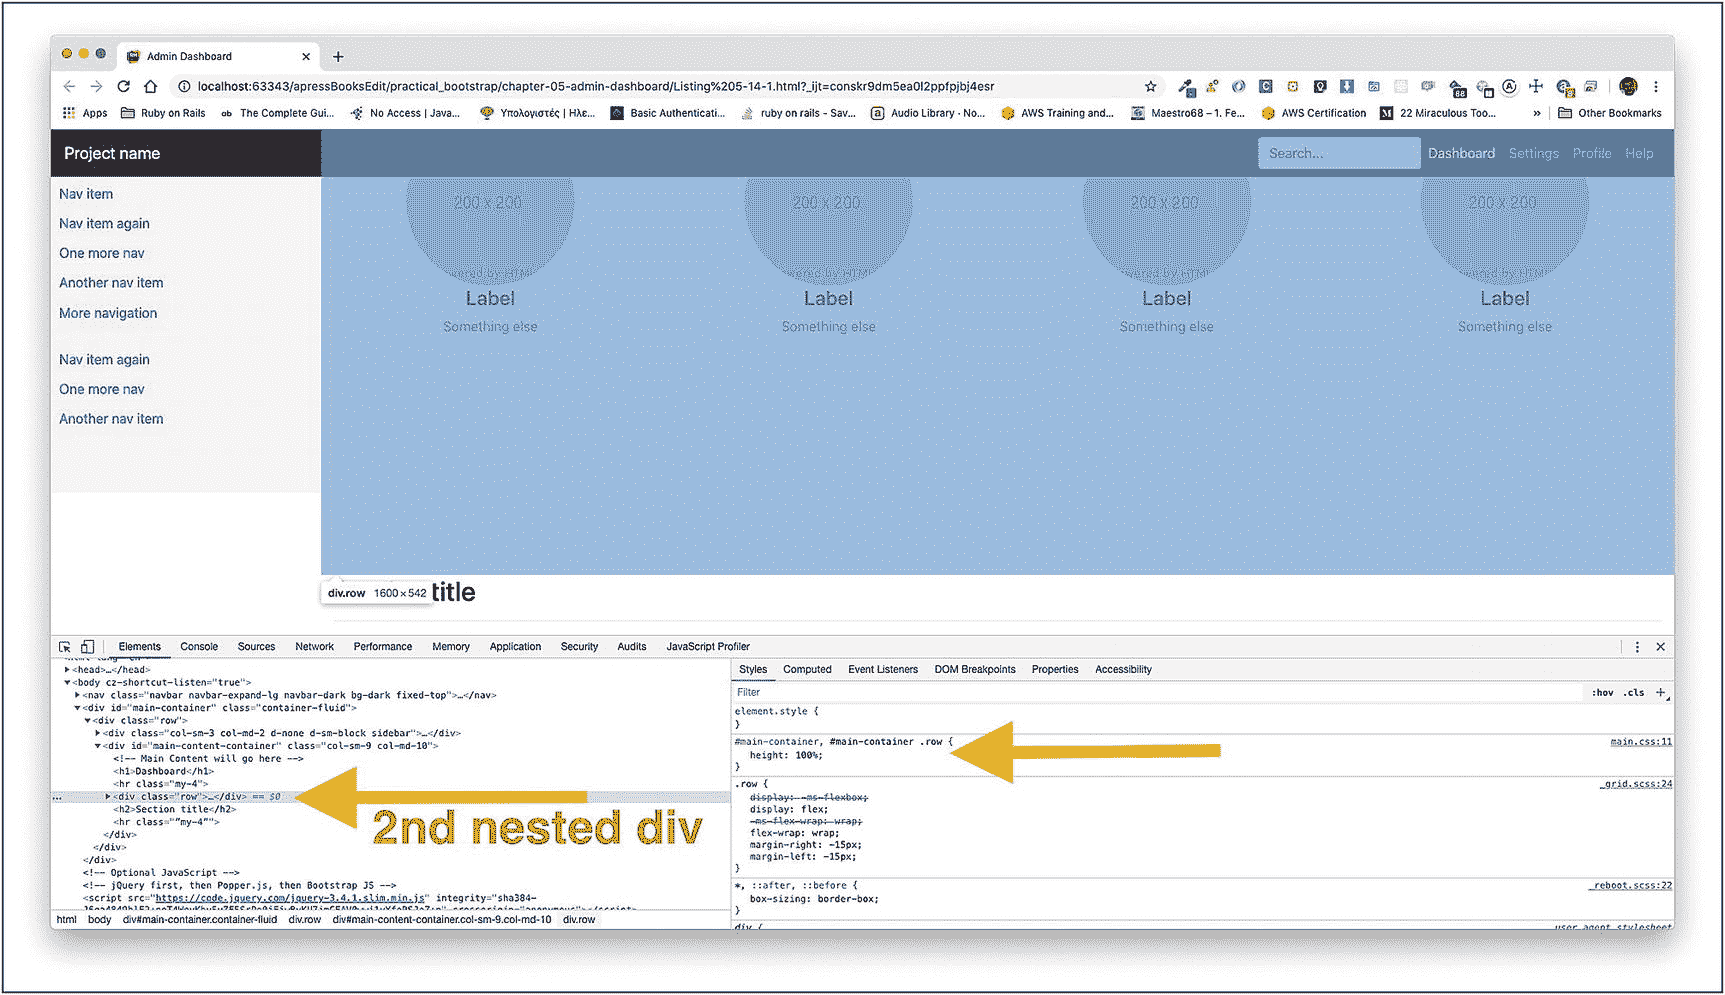 Admin Dashboard
localhost:63343/apressBooksEdit/practical_bootstrap/chapter-05-admin-dashboard/Listing%205-14-1.html?_ijt=conskr9dm5ea0l2ppfpjbj4esr
Apps Ruby on Rails The Complete Gui... No Access | Java... Υπολογιστές | Ηλε... Basic Authenticati... ruby on rails - Sav... Audio Library - No... AWS Training and... Maestro68 – 1. Fe... AWS Certification 22 Miraculous Too... » Other Bookmarks
Project name Search... Dashboard Settings Profile Help
Nav item
Nav item again
One more nav
Another nav item
More navigation
Nav item again
One more nav
Another nav item
200 x 200 200 x 200 200 x 200 200 x 200
wered by HTM wered by HTM wered by HTM wered by HTM
Label Label Label Label
Something else Something else Something else Something else
div.row 1600 × 542 title
Elements Console Sources Network Performance Memory Application Security Audits JavaScript Profiler
<head>…</head>
<body cz-shortcut-listen="true">
<nav class="navbar navbar-expand-lg navbar-dark bg-dark fixed-top">…</nav>
<div id="main-container" class="container-fluid">
<div class="row">
<div class="col-sm-3 col-md-2 d-none d-sm-block sidebar">…</div>
<div id="main-content-container" class="col-sm-9 col-md-10">
<!-- Main Content will go here -->
<h1>Dashboard</h1>
<hr class="my-4">
... <div class="row">…</div> == $0
<h2>Section title</h2>
<hr class="”my-4”">
</div>
</div>
</div>
<!-- Optional JavaScript -->
<!-- jQuery first, then Popper.js, then Bootstrap JS -->
<script src="https://code.jquery.com/jquery-3.4.1.slim.min.js" integrity="sha384-
2nd nested div
html body div#main-container.container-fluid div.row div#main-content-container.col-sm-9.col-md-10 div.row
Styles Computed Event Listeners DOM Breakpoints Properties Accessibility
Filter :hov .cls +
element.style {
}
#main-container, #main-container .row { main.css:11
height: 100%;
}
.row { _grid.scss:24
display: -ms-flexbox;
display: flex;
-ms-flex-wrap: wrap;
flex-wrap: wrap;
margin-right: -15px;
margin-left: -15px;
}
*, ::after, ::before { _reboot.scss:22
box-sizing: border-box;
}
div { user agent stylesheet